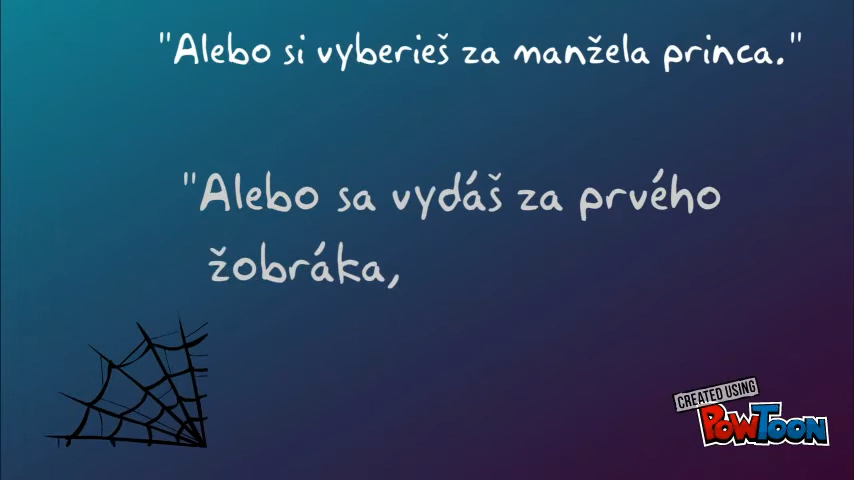 "Alebo si vyberieš za manžela princa."
"Alebo sa vydáš za prvého
žobráka,
CREATED USING
POWTOON